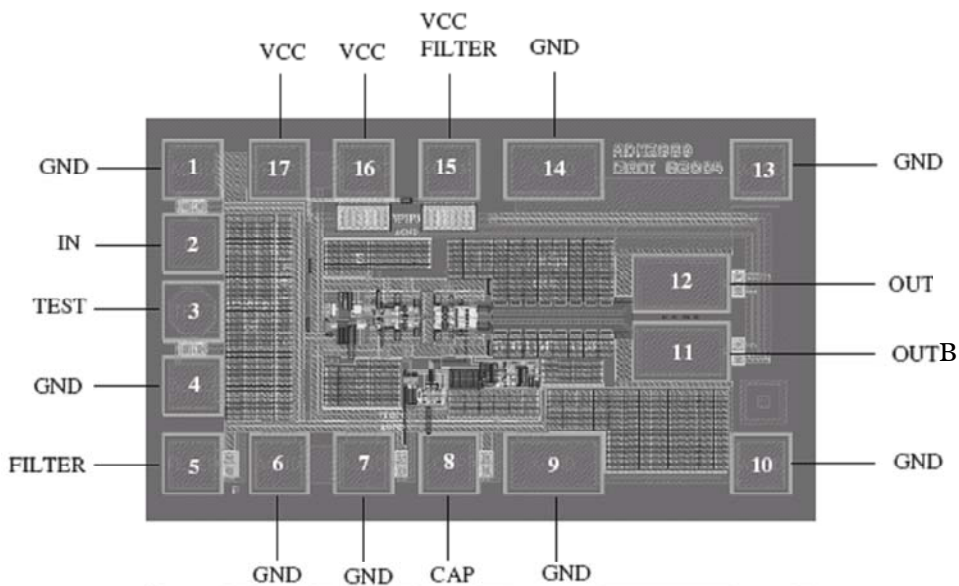 VCC
VCC
VCC
FILTER
GND
GND
1
17
16
15
14
13
GND
IN
2
TEST
3
12
OUT
11
OUTB
GND
4
FILTER
5
6
7
8
9
10
GND
GND
GND
CAP
GND